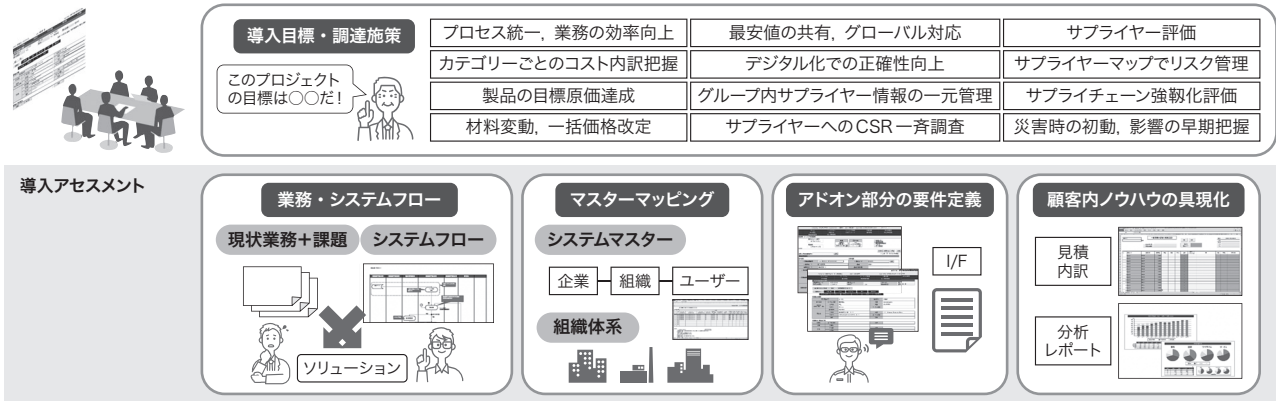 導入目標・調達施策
このプロジェクト
の目標は○○だ!
プロセス統一, 業務の効率向上
最安値の共有, グローバル対応
サプライヤー評価
カテゴリーごとのコスト内訳把握
デジタル化での正確性向上
サプライヤーマップでリスク管理
製品の目標原価達成
グループ内サプライヤー情報の一元管理
サプライチェーン強靱化評価
材料変動, 一括価格改定
サプライヤーへのCSR一斉調査
災害時の初動, 影響の早期把握
導入アセスメント
業務・システムフロー
現状業務+課題
システムフロー
ソリューション
マスターマッピング
システムマスター
企業
組織
ユーザー
組織体系
アドオン部分の要件定義
I/F
顧客内ノウハウの具現化
見積
内訳
分析
レポート